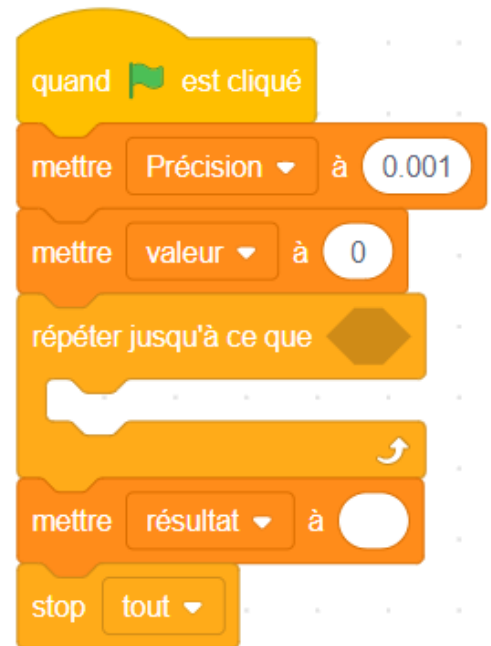 quand est cliqué
mettre Précision à 0.001
mettre valeur à 0
répéter jusqu'à ce que
mettre résultat à
stop tout